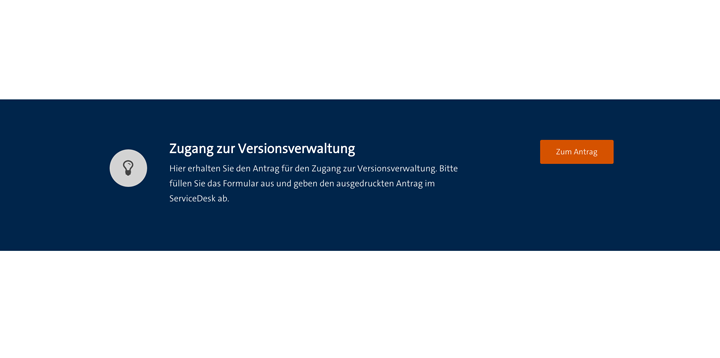 Zugang zur Versionsverwaltung
Hier erhalten Sie den Antrag für den Zugang zur Versionsverwaltung. Bitte
füllen Sie das Formular aus und geben den ausgedruckten Antrag im
ServiceDesk ab.
Zum Antrag